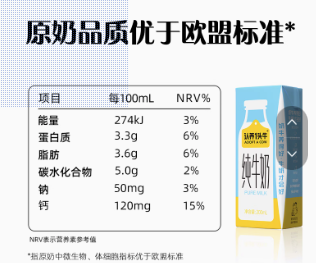 原奶品质优于欧盟标准*
项目 每100mL NRV%
能量 274kJ 3%
蛋白质 3.3g 6%
脂肪 3.6g 6%
碳水化合物 5.0g 2%
钠 50mg 3%
钙 120mg 15%
NRV表示营养素参考值
*指原奶中微生物、体细胞指标优于欧盟标准
认养1头牛
ADOPT A COW
纯牛奶
PURE MILK